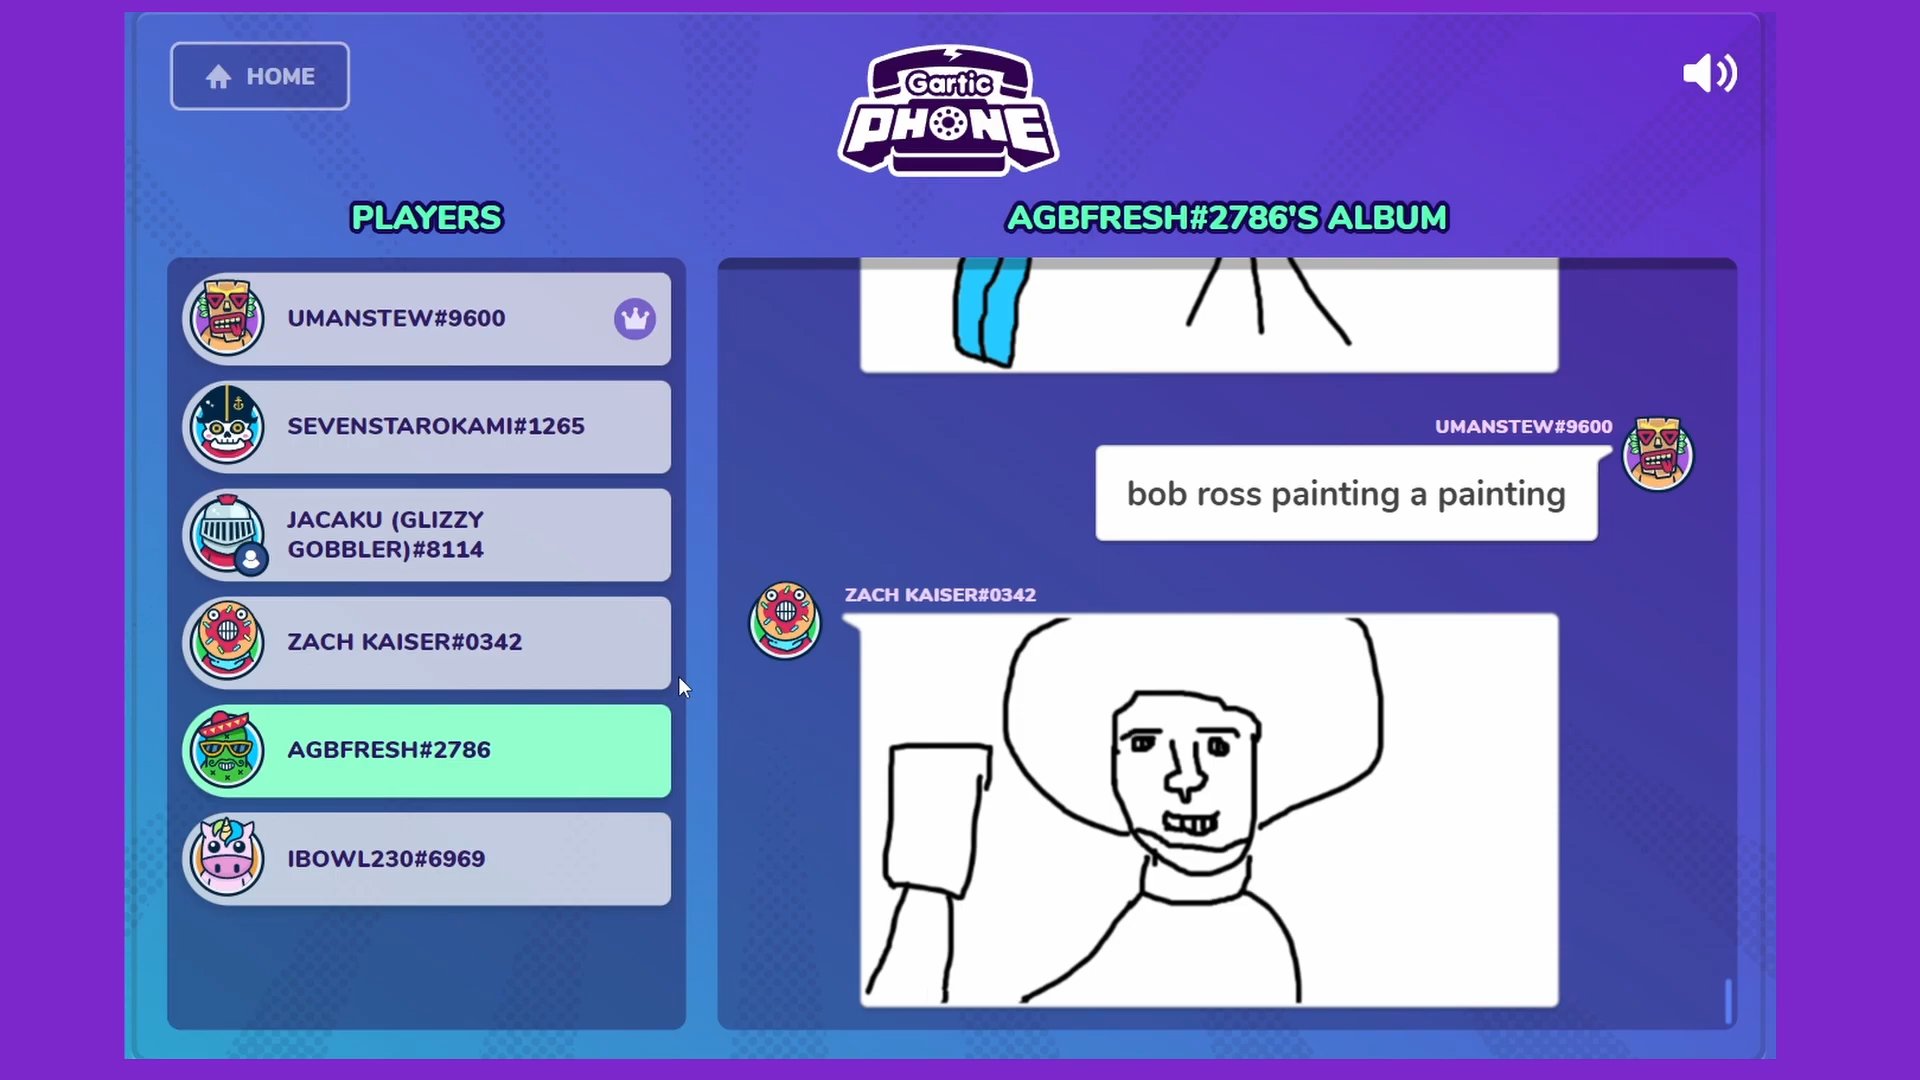 HOME
Gartic
PHONE
PLAYERS
AGBFRESH#2786'S ALBUM
UMANSTEW#9600
SEVENSTAROKAMI#1265
JACAKU (GLIZZY
GOBBLER)#8114
ZACH KAISER#0342
AGBFRESH#2786
IBOWL230#6969
UMANSTEW#9600
bob ross painting a painting
ZACH KAISER#0342